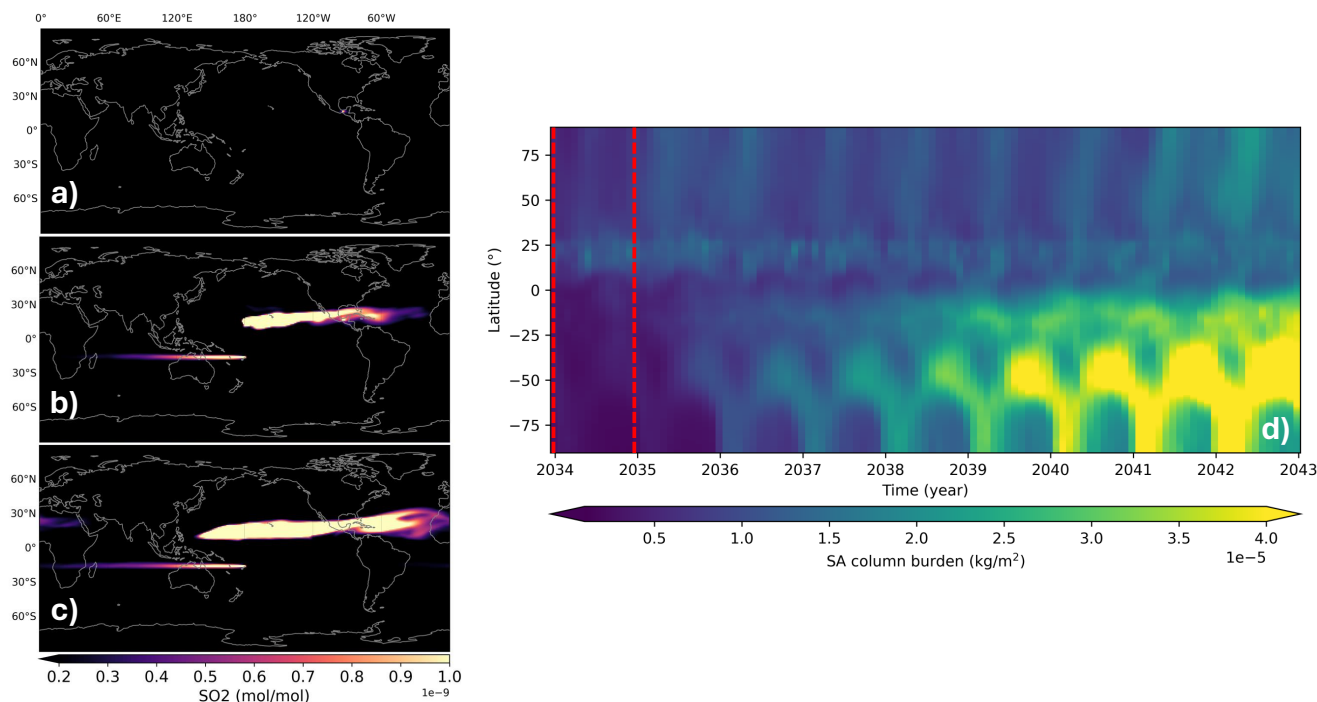 0° 60°E 120°E 180° 120°W 60°W
60°N
30°N
0°
30°S
60°S
a)
60°N
30°N
0°
30°S
60°S
b)
60°N
30°N
0°
30°S
60°S
c)
0.2 0.3 0.4 0.5 0.6 0.7 0.8 0.9 1.0
SO2 (mol/mol) 1e−9
Latitude (°)
75
50
25
0
−25
−50
−75
d)
2034 2035 2036 2037 2038 2039 2040 2041 2042 2043
Time (year)
0.5 1.0 1.5 2.0 2.5 3.0 3.5 4.0
SA column burden (kg/m²) 1e−5